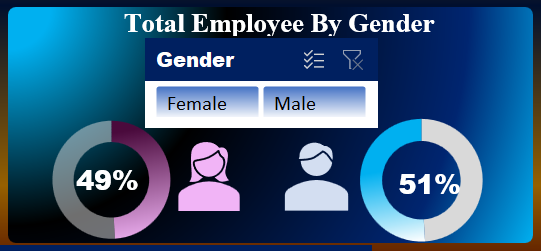 Total Employee By Gender
Gender
Female Male
49% 51%